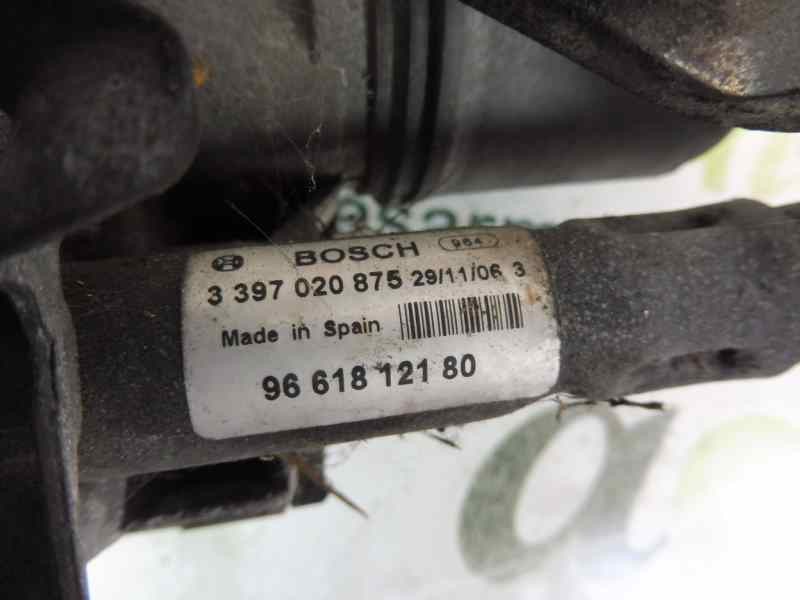 BOSCH 964
3 397 020 875 29/11/06 3
Made in Spain
96 618 121 80